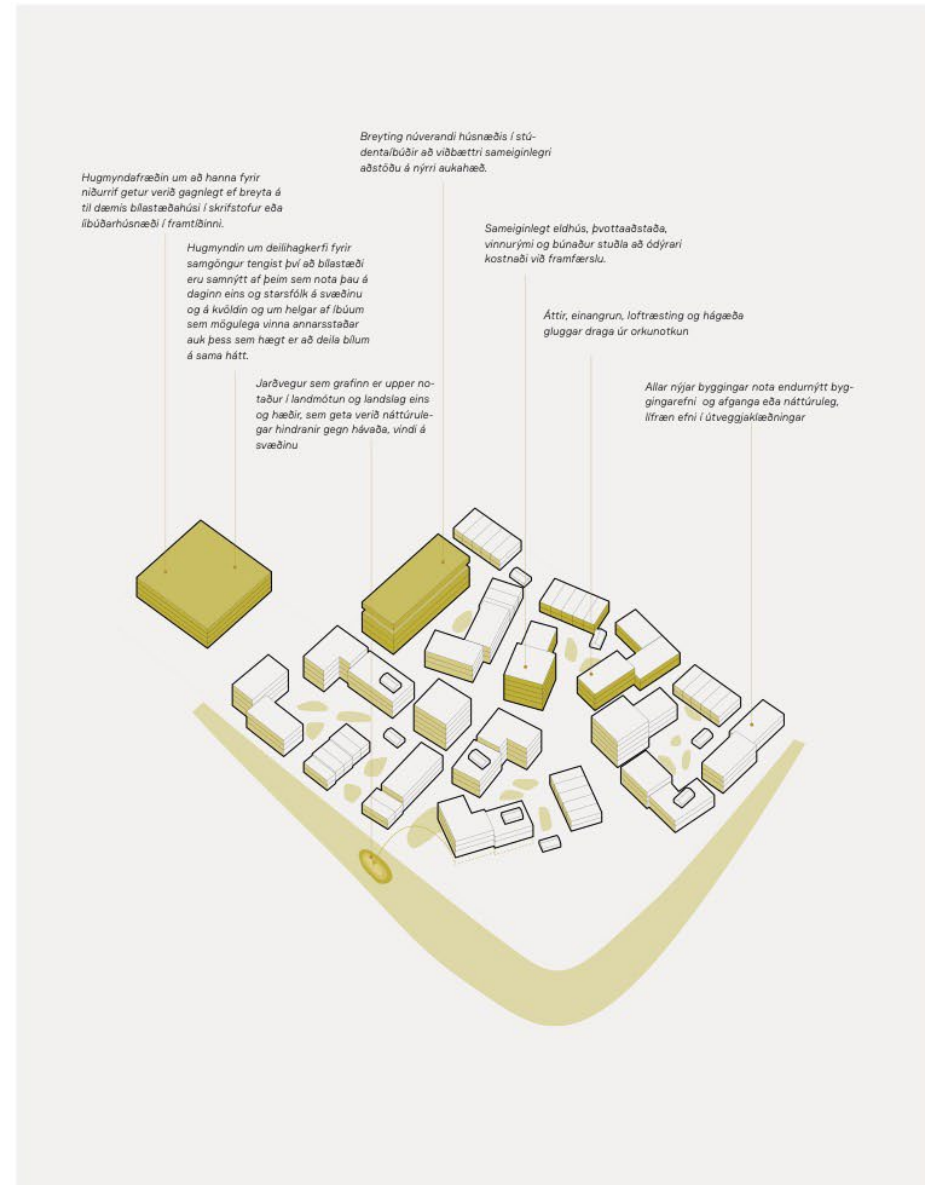 Breyting núverandi húsnæðis í stú-
dentaíbúðir að viðbættri sameiginlegri
aðstöðu á nýrri aukahæð.
Hugmyndafræðin um að hanna fyrir
niðurrif getur verið gagnlegt ef breyta á
til dæmis bílastæðahúsi í skrifstofur eða
íibúðarhúsnæði í framtíðinni.
Sameiginlegt eldhús, þvottaaðstaða,
vinnurými og búnaður stuðla að ódýrari
kostnaði við framfærslu.
Hugmyndin um deilihagkerfi fyrir
samgöngur tengist því að bílastæði
eru samnýtt af þeim sem nota þau á
daginn eins og starsfólk á svæðinu
og á kvöldin og um helgar af íbúum
sem mögulega vinna annarsstaðar
auk þess sem hægt er að deila bílum
á sama hátt.
Áttir, einangrun, loftræsting og hágæða
gluggar draga úr orkunotkun
Jarðvegur sem grafinn er upper no-
taður í landmótun og landslag eins
og hæðir, sem geta verið náttúrule-
gar hindranir gegn hávaða, vindi á
svæðinu
Allar nýjar byggingar nota endurnýtt byg-
gingarefni og afganga eða náttúruleg,
lífræn efni í útveggjaklæðningar